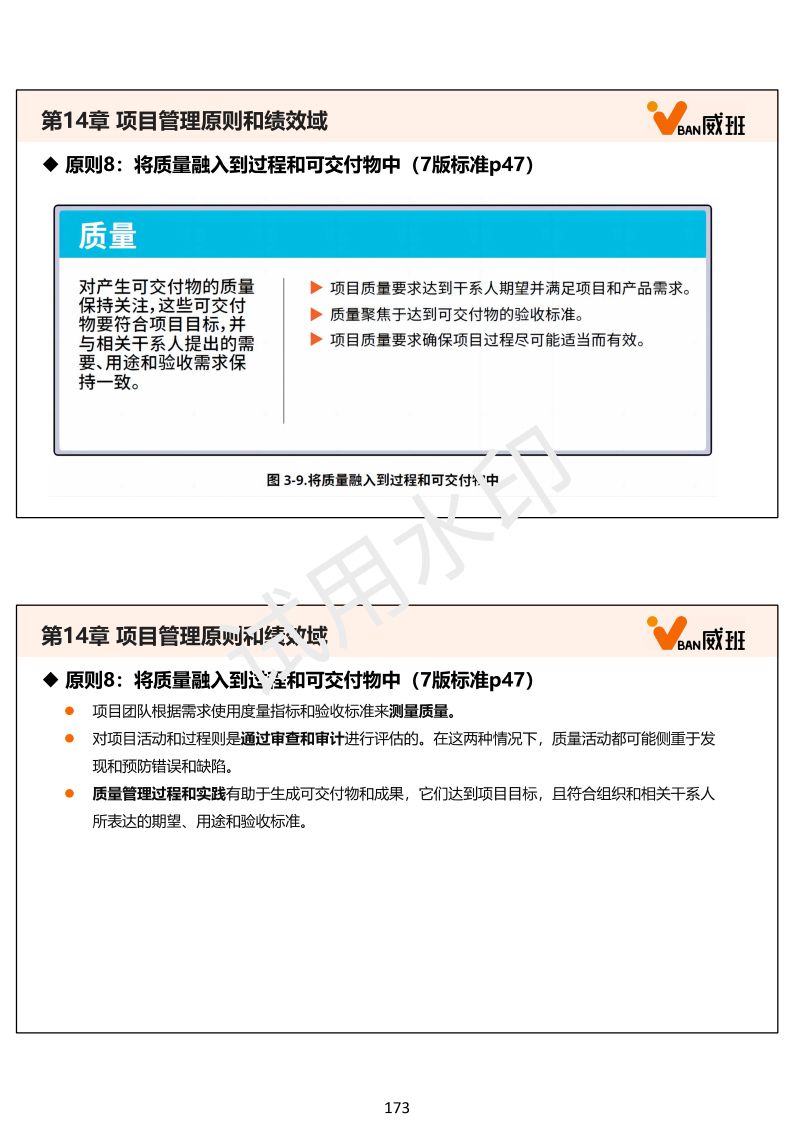 第14章 项目管理原则和绩效域
BAN威班
◆ 原则8：将质量融入到过程和可交付物中（7版标准p47）
质量
对产生可交付物的质量
保持关注，这些可交付
物要符合项目目标，并
与相关干系人提出的需
要、用途和验收需求保
持一致。
▶ 项目质量要求达到干系人期望并满足项目和产品需求。
▶ 质量聚焦于达到可交付物的验收标准。
▶ 项目质量要求确保项目过程尽可能适当而有效。
图 3-9.将质量融入到过程和可交付物中
试用水印
第14章 项目管理原则和绩效域
BAN威班
◆ 原则8：将质量融入到过程和可交付物中（7版标准p47）
● 项目团队根据需求使用度量指标和验收标准来测量质量。
● 对项目活动和过程则是通过审查和审计进行评估的。在这两种情况下，质量活动都可能侧重于发
现和预防错误和缺陷。
● 质量管理过程和实践有助于生成可交付物和成果，它们达到项目目标，且符合组织和相关干系人
所表达的期望、用途和验收标准。
173